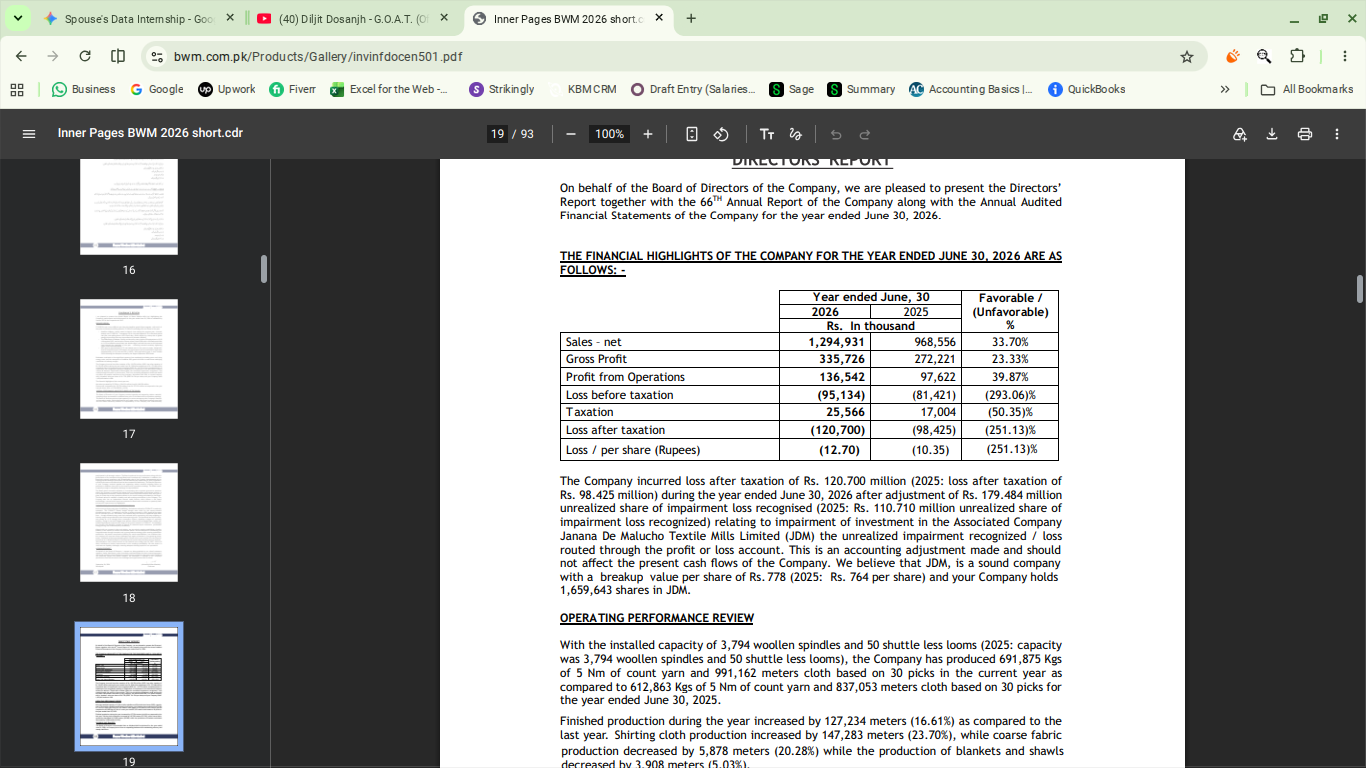 Spouse's Data Internship - Goo
(40) Diljit Dosanjh - G.O.A.T. (O
Inner Pages BWM 2026 short.c
bwm.com.pk/Products/Gallery/invinfdocen501.pdf
Business
Google
Upwork
Fiverr
Excel for the Web -...
Strikingly
KBM CRM
Draft Entry (Salaries...
Sage
Summary
Accounting Basics |...
QuickBooks
All Bookmarks
Inner Pages BWM 2026 short.cdr
19 / 93
100%
16
17
18
19
DIRECTORS' REPORT
On behalf of the Board of Directors of the Company, we are pleased to present the Directors'
Report together with the 66TH Annual Report of the Company along with the Annual Audited
Financial Statements of the Company for the year ended June 30, 2026.
THE FINANCIAL HIGHLIGHTS OF THE COMPANY FOR THE YEAR ENDED JUNE 30, 2026 ARE AS
FOLLOWS: -
Year ended June, 30 Favorable / (Unfavorable) %
2026 2025
Rs. In thousand
Sales - net 1,294,931 968,556 33.70%
Gross Profit 335,726 272,221 23.33%
Profit from Operations 136,542 97,622 39.87%
Loss before taxation (95,134) (81,421) (293.06)%
Taxation 25,566 17,004 (50.35)%
Loss after taxation (120,700) (98,425) (251.13)%
Loss / per share (Rupees) (12.70) (10.35) (251.13)%
The Company incurred loss after taxation of Rs. 120.700 million (2025: loss after taxation of
Rs. 98.425 million) during the year ended June 30, 2026 after adjustment of Rs. 179.484 million
unrealized share of impairment loss recognised (2025: Rs. 110.710 million unrealized share of
impairment loss recognized) relating to impairment of investment in the Associated Company
Janana De Malucho Textile Mills Limited (JDM) the unrealized impairment recognized / loss
routed through the profit or loss account. This is an accounting adjustment made and should
not affect the present cash flows of the Company. We believe that JDM, is a sound company
with a breakup value per share of Rs. 778 (2025: Rs. 764 per share) and your Company holds
1,659,643 shares in JDM.
OPERATING PERFORMANCE REVIEW
With the installed capacity of 3,794 woollen spindles and 50 shuttle less looms (2025: capacity
was 3,794 woollen spindles and 50 shuttle less looms), the Company has produced 691,875 Kgs
of 5 Nm of count yarn and 991,162 meters cloth based on 30 picks in the current year as
compared to 612,863 Kgs of 5 Nm of count yarn and 837,053 meters cloth based on 30 picks for
the year ended June 30, 2025.
Finished production during the year increased by 127,234 meters (16.61%) as compared to the
last year. Shirting cloth production increased by 147,283 meters (23.70%), while coarse fabric
production decreased by 5,878 meters (20.28%) while the production of blankets and shawls
decreased by 3,908 meters (5.03%).